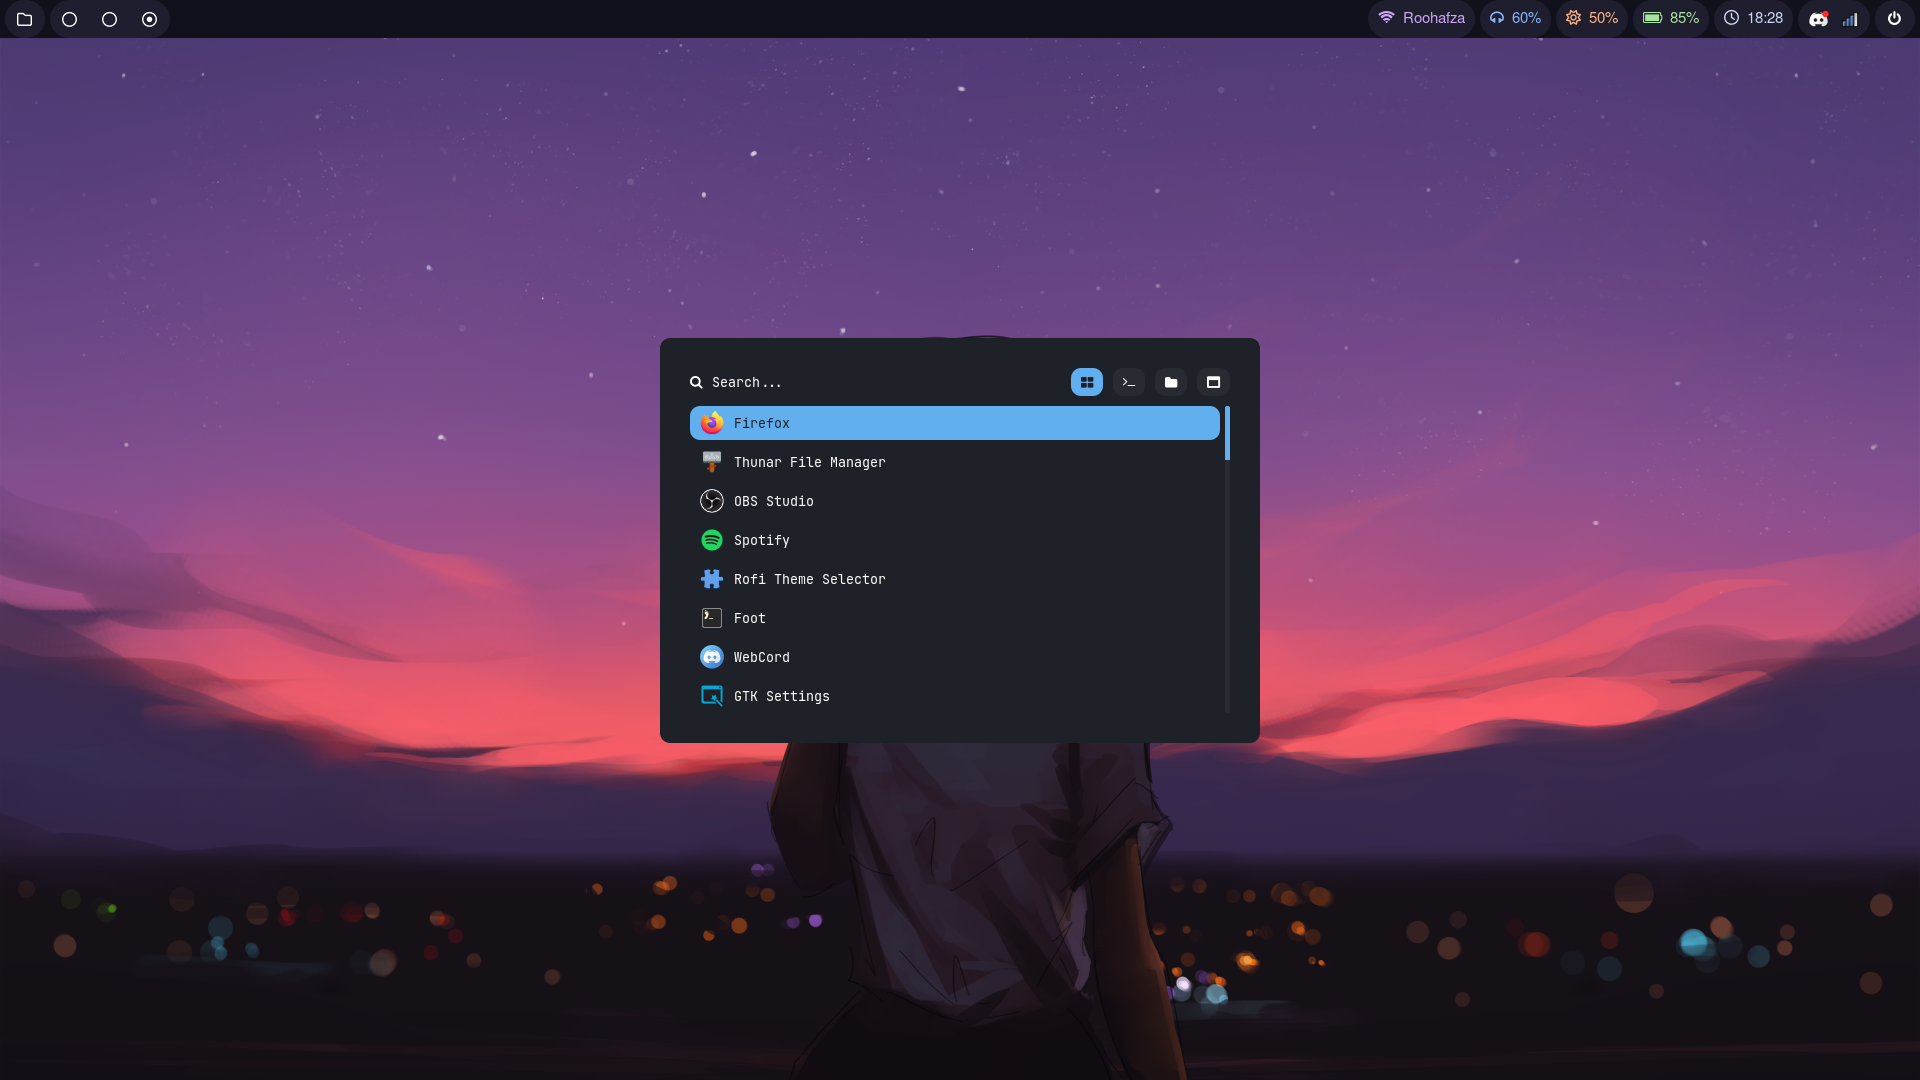 Roohafza 60% 50% 85% 18:28
Search...
Firefox
Thunar File Manager
OBS Studio
Spotify
Rofi Theme Selector
Foot
WebCord
GTK Settings